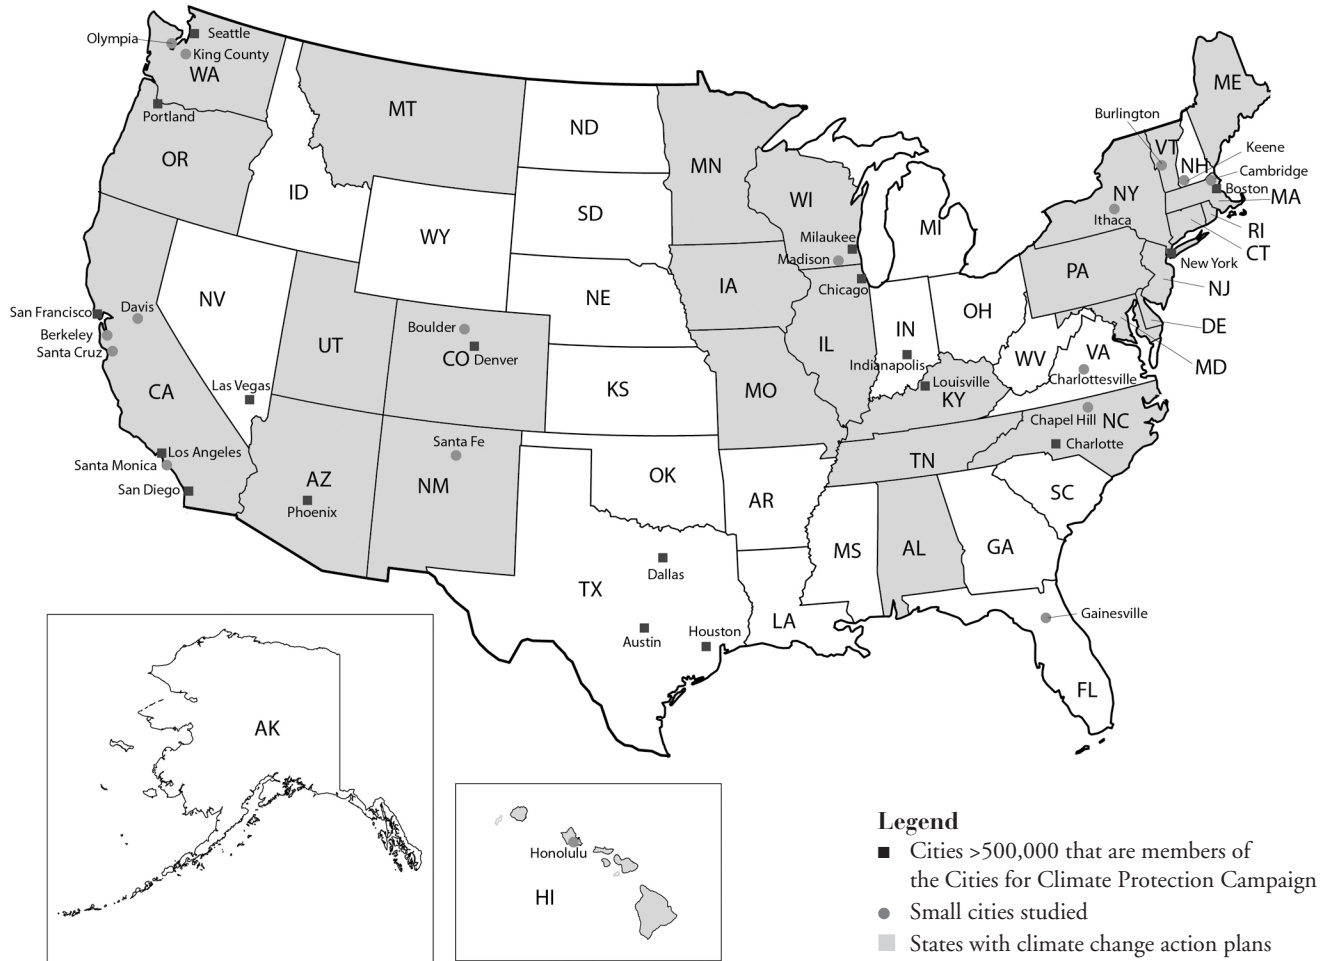 Olympia
Seattle
King County
WA
Portland
OR
MT
ID
ND
MN
SD
WY
WI
MI
ME
Burlington
VT
NH
Keene
Cambridge
Boston
MA
NY
Ithaca
RI
CT
New York
Milaukee
Madison
Chicago
PA
NJ
NV
NE
IA
OH
DE
San Francisco
Davis
Berkeley
Santa Cruz
Boulder
CO
Denver
UT
IL
IN
Indianapolis
WV
VA
Charlottesville
MD
CA
Las Vegas
KS
MO
Louisville
KY
Chapel Hill
NC
Charlotte
Los Angeles
Santa Monica
San Diego
Santa Fe
AZ
Phoenix
NM
OK
AR
TN
SC
MS
AL
GA
TX
Dallas
Austin
Houston
LA
Gainesville
FL
AK
Honolulu
HI
Legend
Cities >500,000 that are members of
the Cities for Climate Protection Campaign
Small cities studied
States with climate change action plans